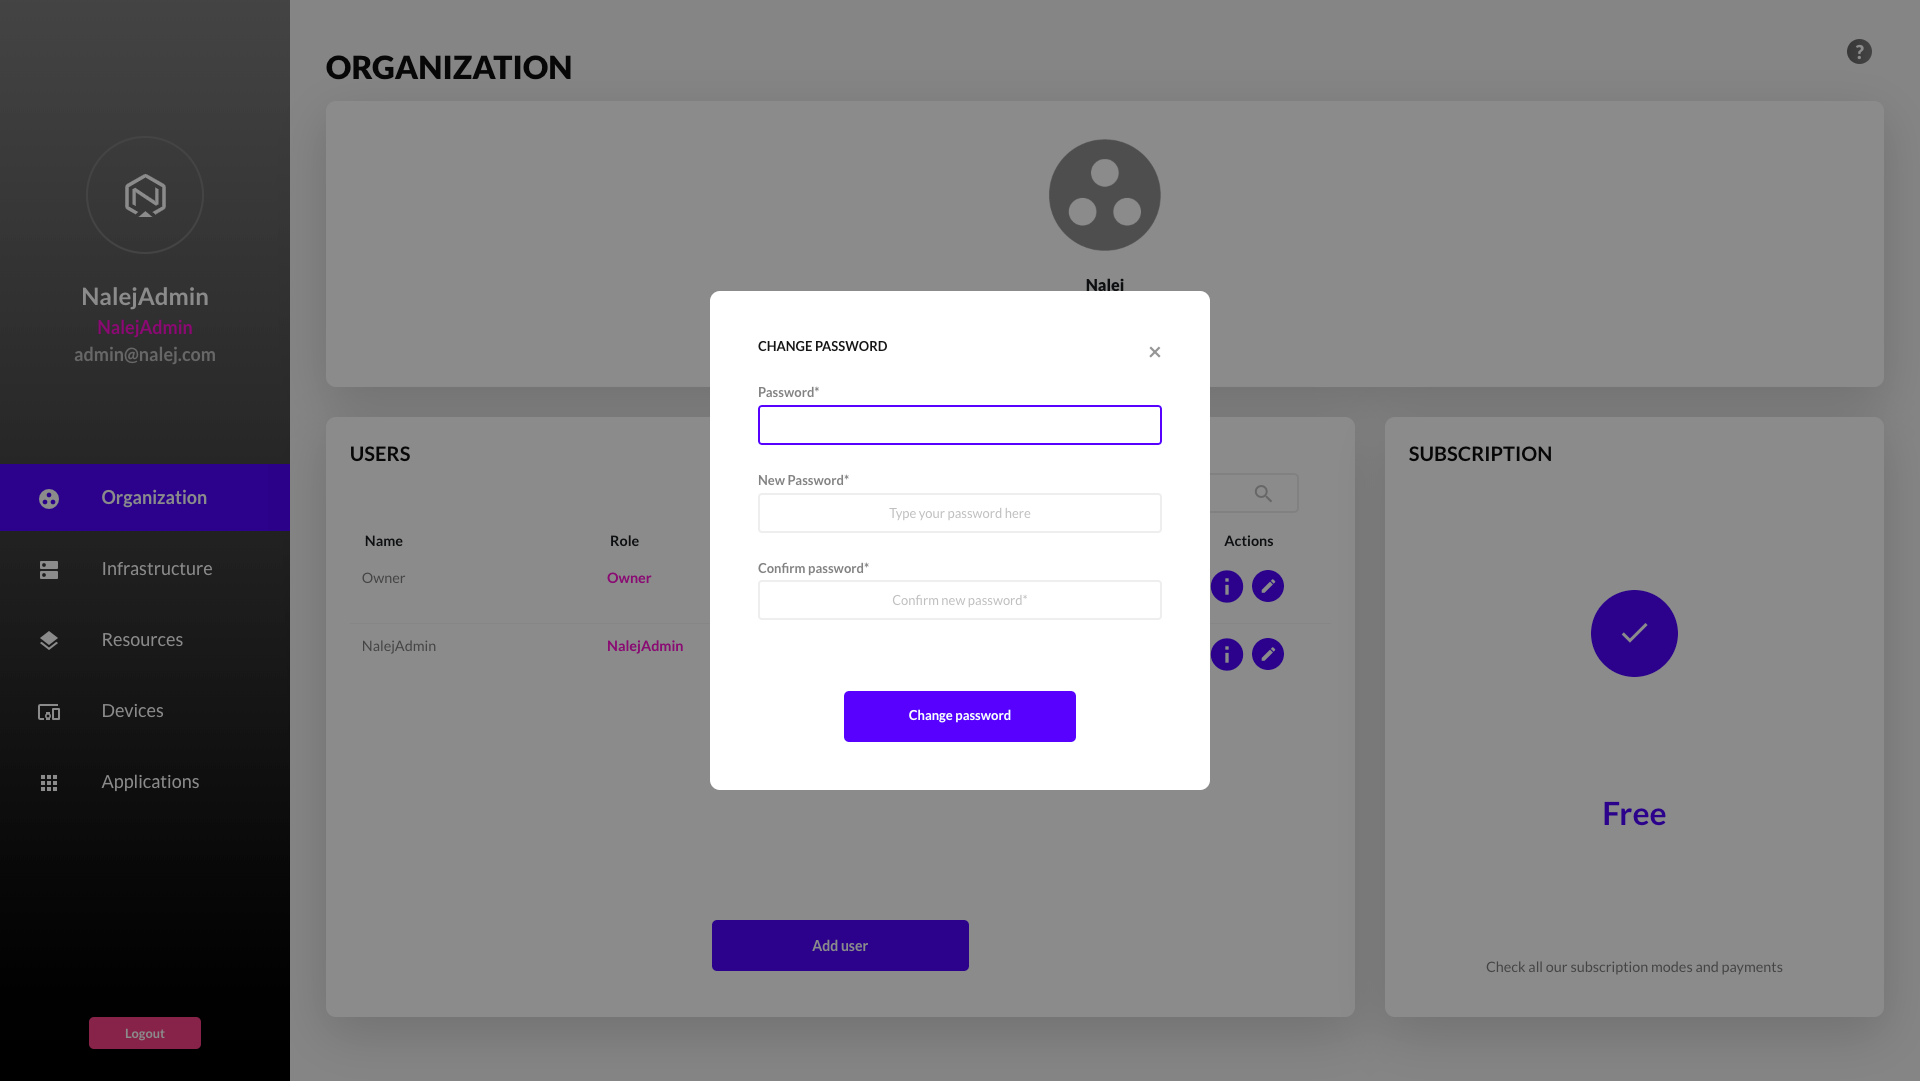 ORGANIZATION
?
NalejAdmin
NalejAdmin
admin@nalej.com
Organization
Infrastructure
Resources
Devices
Applications
Logout
Nalej
CHANGE PASSWORD
Password*
New Password*
Type your password here
Confirm password*
Confirm new password*
Change password
USERS
Name Role Actions
Owner Owner
NalejAdmin NalejAdmin
Add user
SUBSCRIPTION
Free
Check all our subscription modes and payments